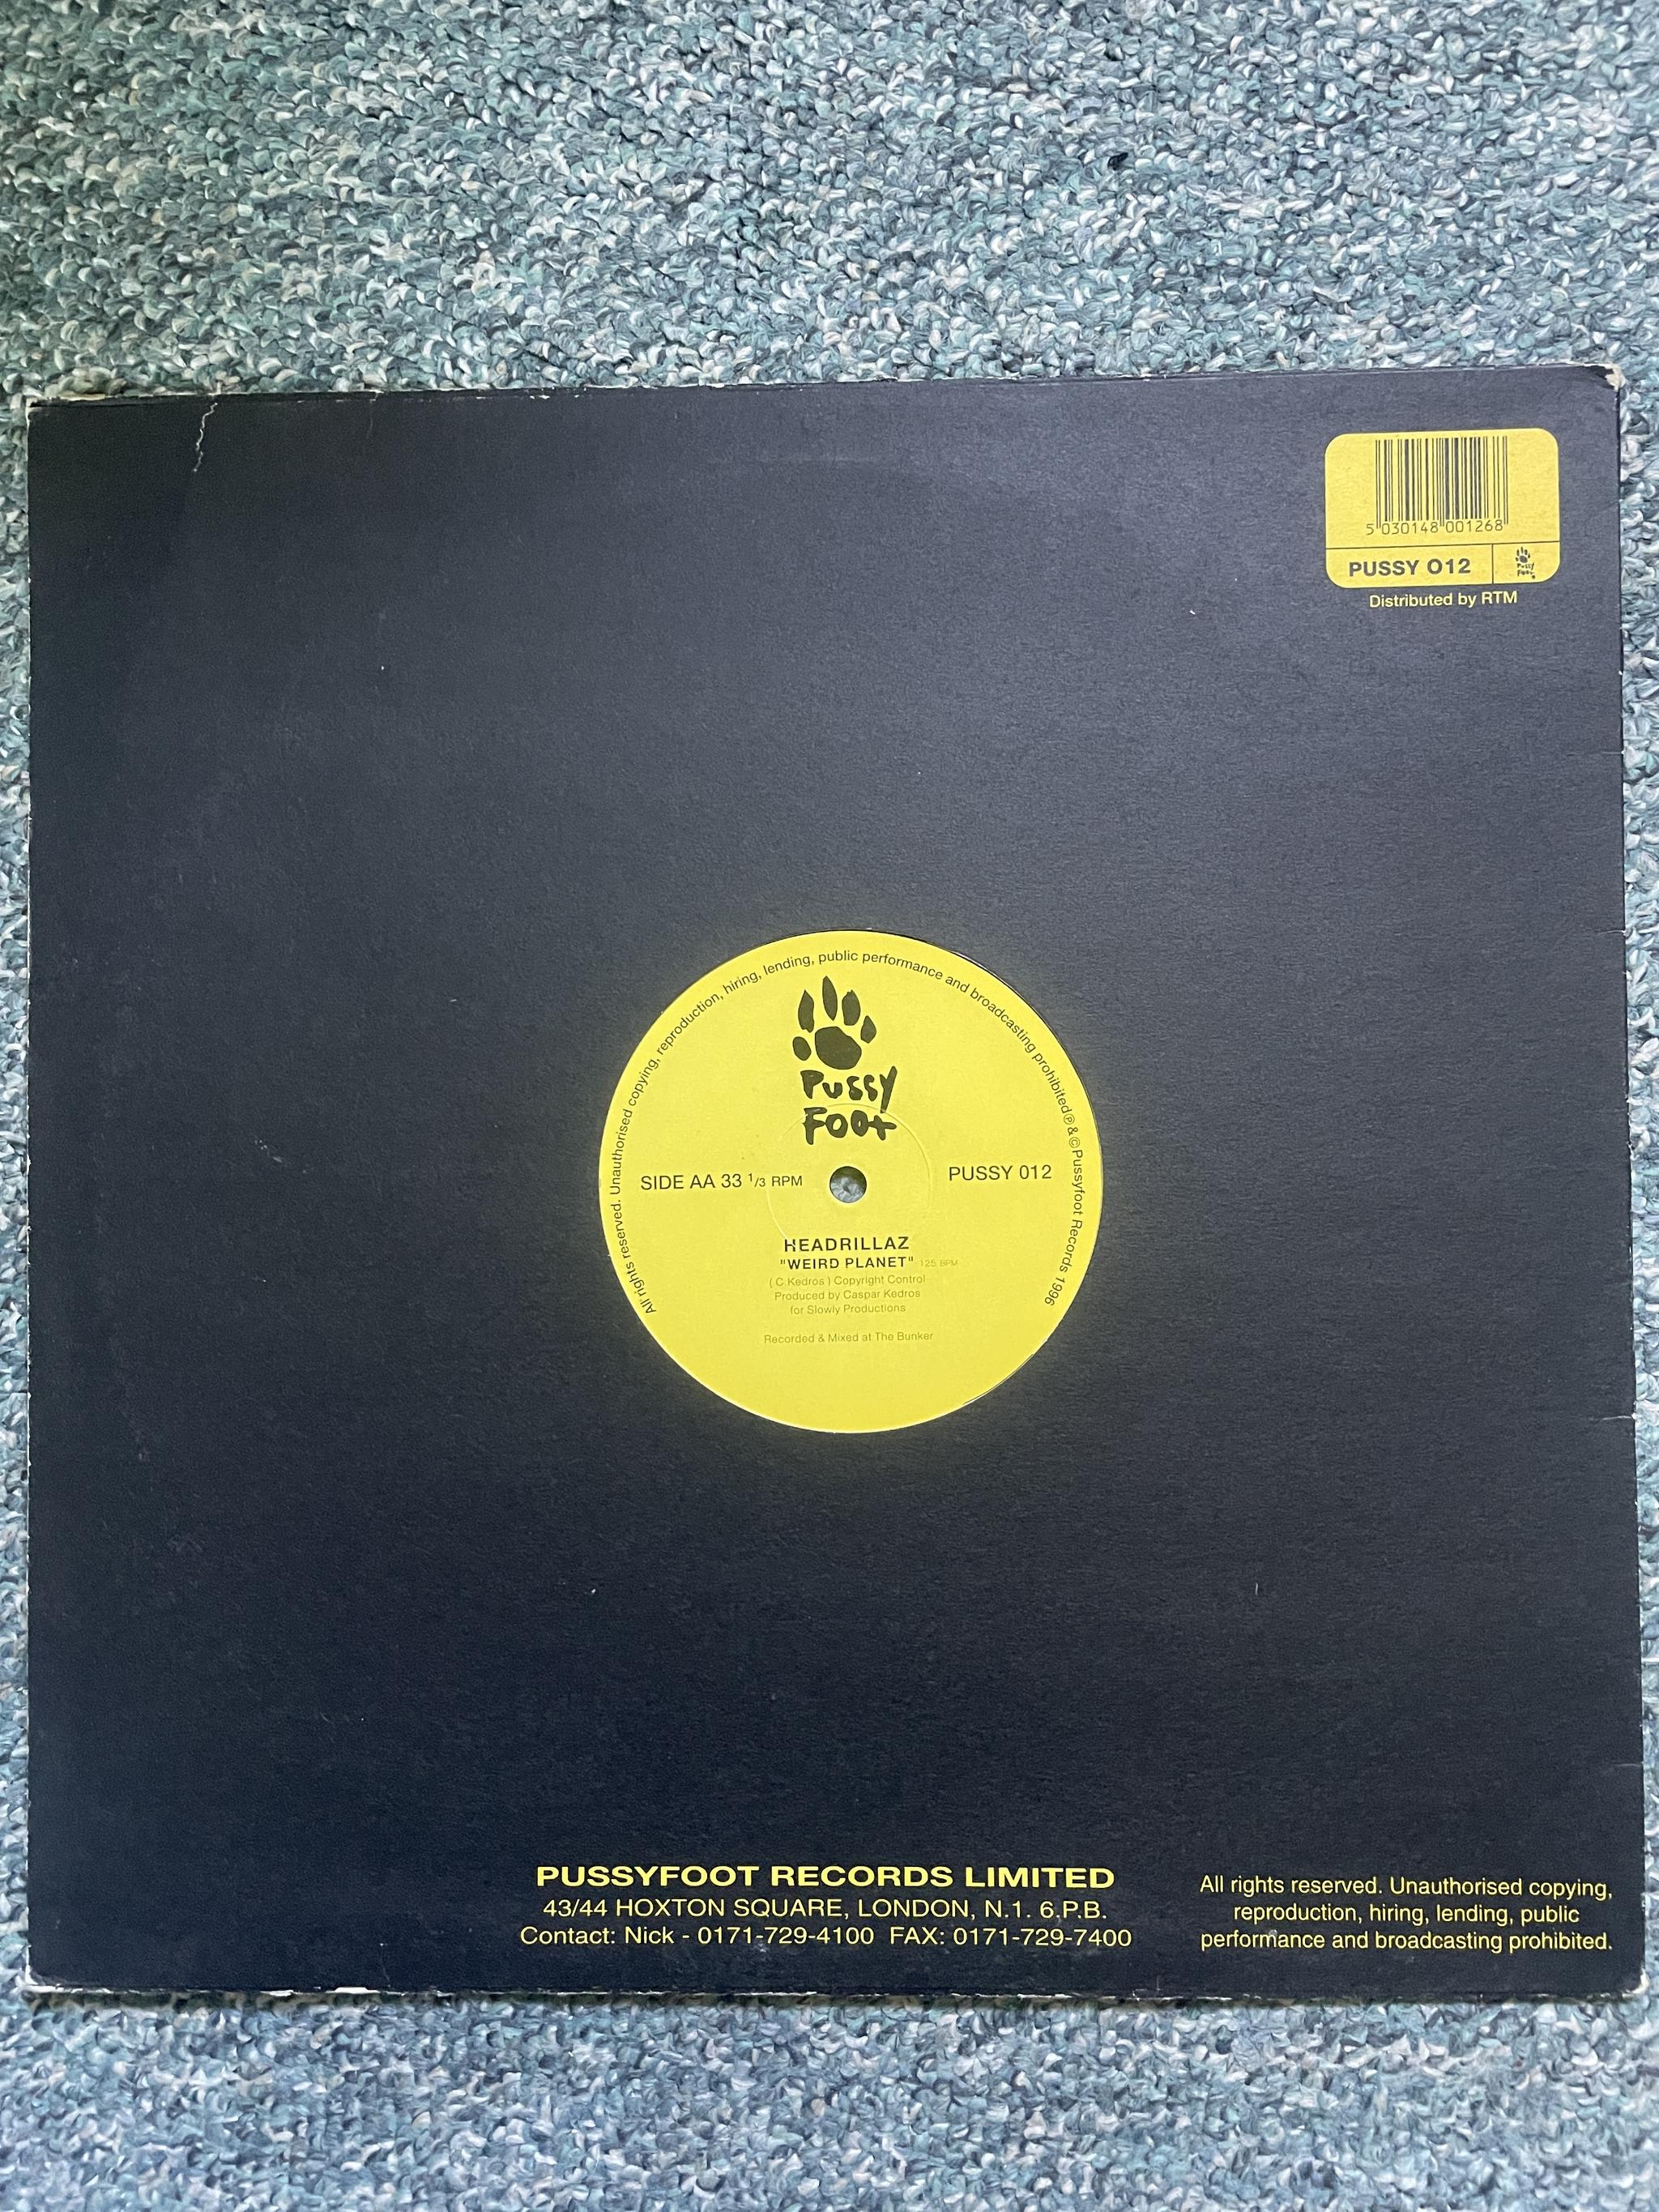 5 030148 001268
PUSSY 012
Pussy
Foot
Distributed by RTM
All rights reserved. Unauthorised copying, reproduction, hiring, lending, public performance and broadcasting prohibited ℗ & © Pussyfoot Records 1996
Pussy
Foot
SIDE AA 33 1/3 RPM
PUSSY 012
HEADRILLAZ
"WEIRD PLANET" 125 BPM
( C.Kedros ) Copyright Control
Produced by Caspar Kedros
for Slowly Productions
Recorded & Mixed at The Bunker
PUSSYFOOT RECORDS LIMITED
43/44 HOXTON SQUARE, LONDON, N.1. 6.P.B.
Contact: Nick - 0171-729-4100 FAX: 0171-729-7400
All rights reserved. Unauthorised copying,
reproduction, hiring, lending, public
performance and broadcasting prohibited.